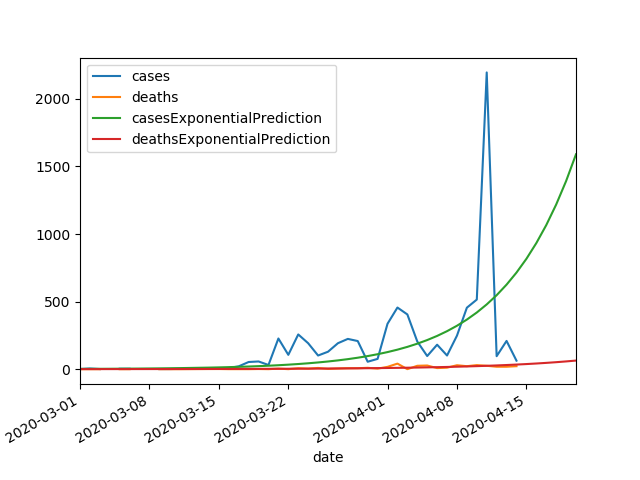 cases
deaths
casesExponentialPrediction
deathsExponentialPrediction
2000
1500
1000
500
0
2020-03-01
2020-03-08
2020-03-15
2020-03-22
2020-04-01
2020-04-08
2020-04-15
date